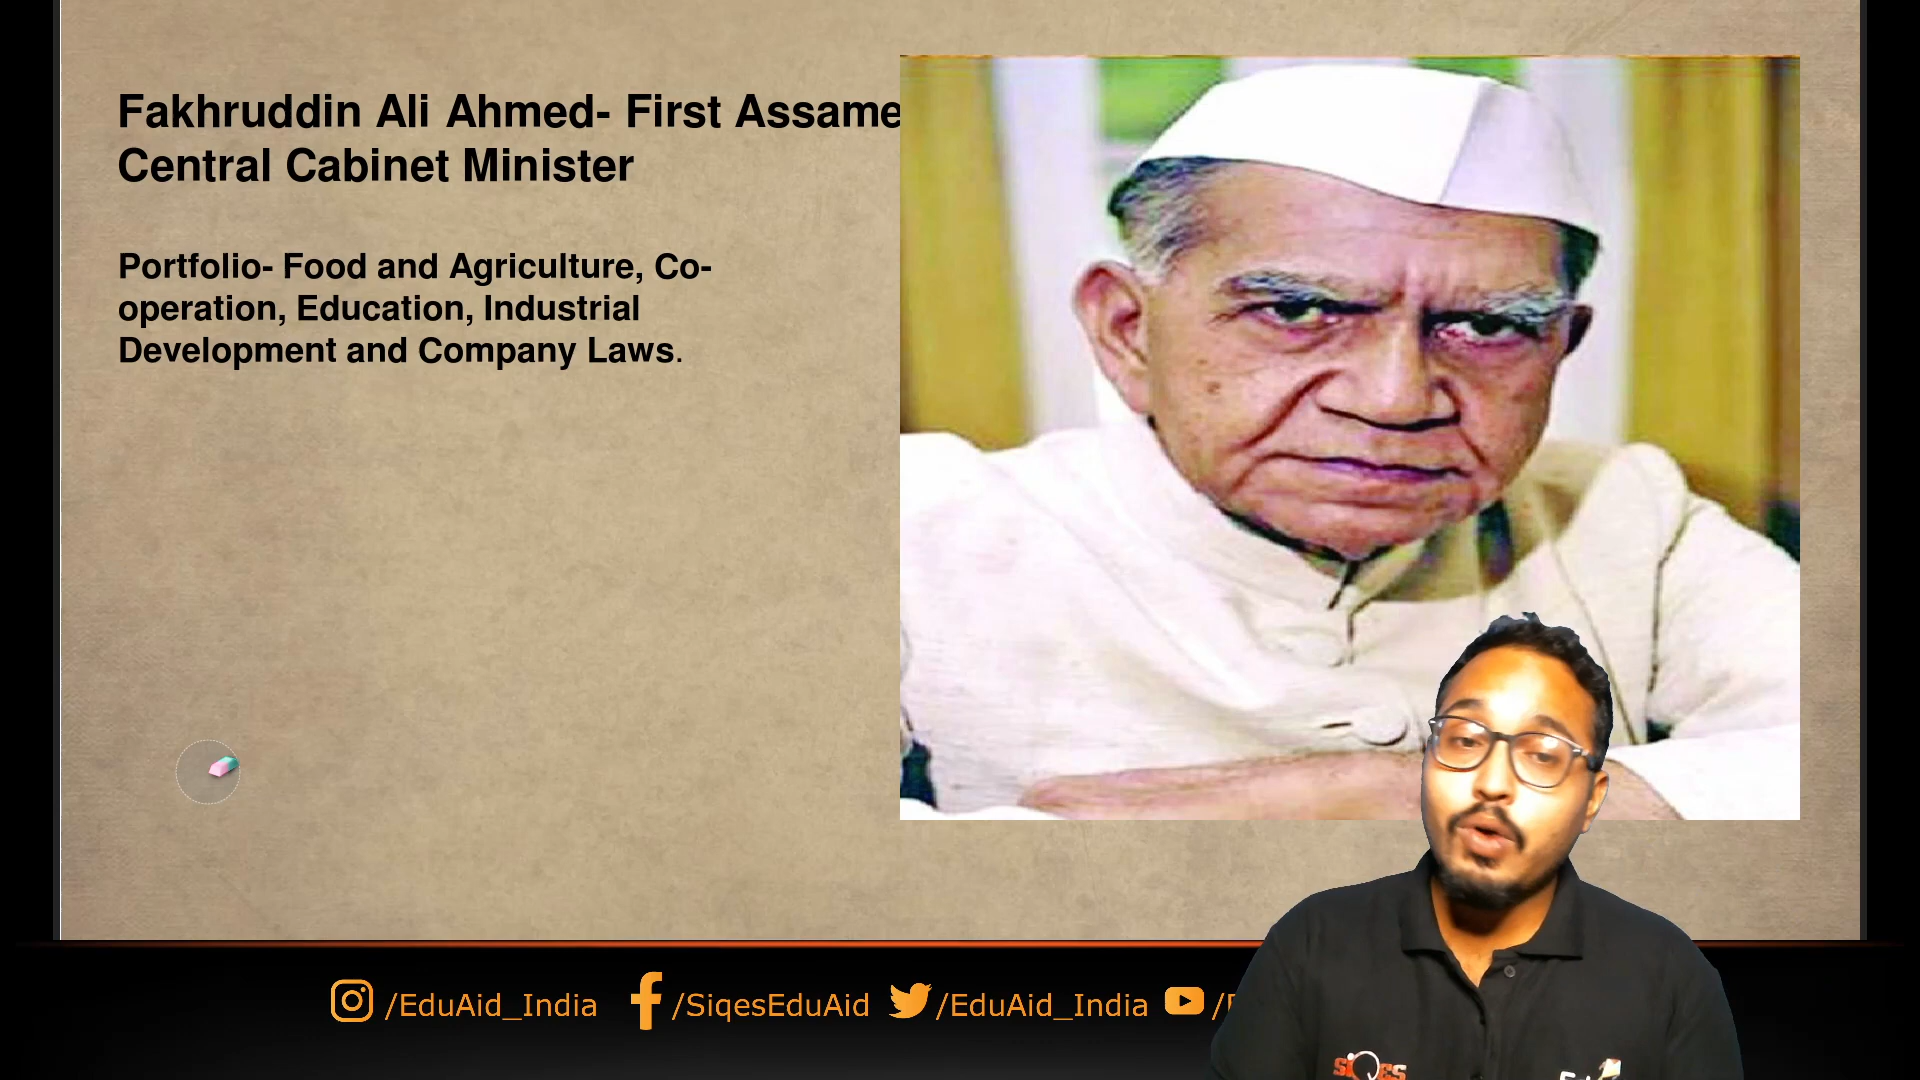 Fakhruddin Ali Ahmed- First Assame
Central Cabinet Minister
Portfolio- Food and Agriculture, Co-
operation, Education, Industrial
Development and Company Laws.
/EduAid_India /SiqesEduAid /EduAid_India /
SIQES